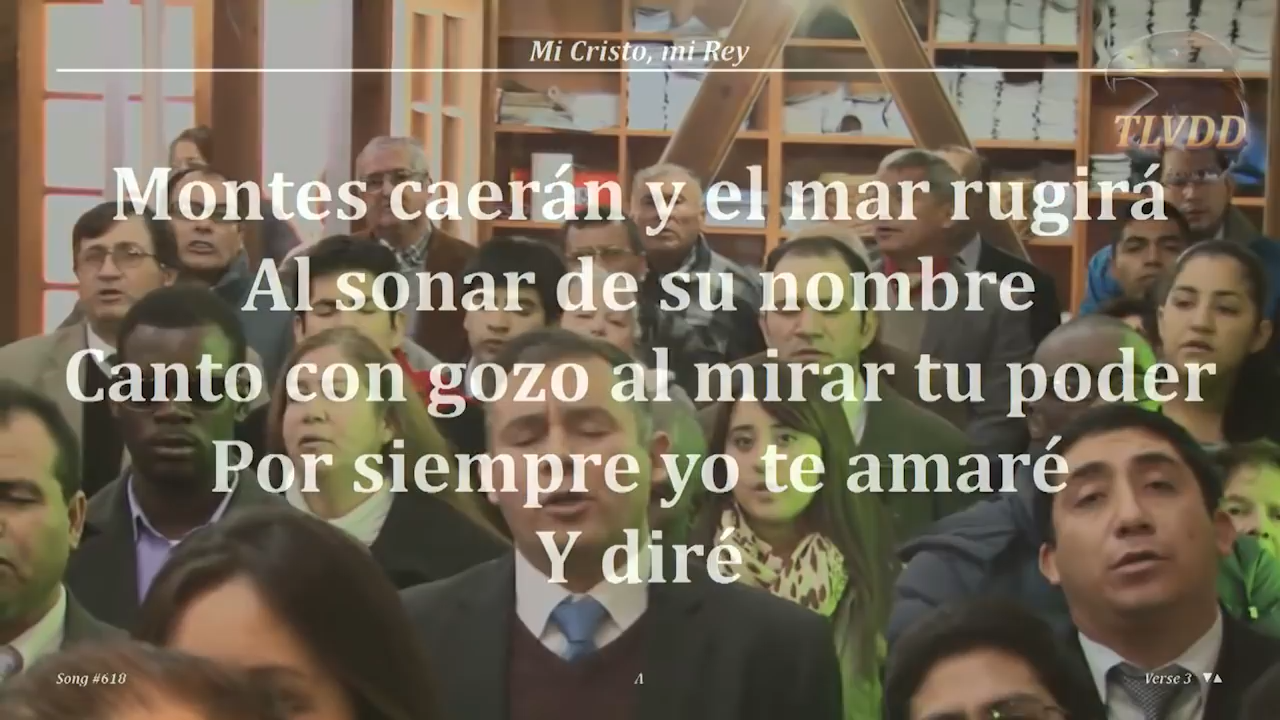 Mi Cristo, mi Rey
TLVDD
Montes caerán y el mar rugirá
Al sonar de su nombre
Canto con gozo al mirar tu poder
Por siempre yo te amaré
Y diré
Song #618
Verse 3 ▼▲